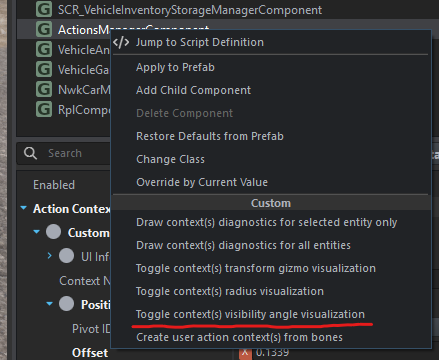 SCR_VehicleInventoryStorageManagerComponent
ActionsManagerComponent
Jump to Script Definition
VehicleAn
Apply to Prefab
VehicleGa
Add Child Component
NwkCarM
Delete Component
RplCompo
Restore Defaults from Prefab
Search
Change Class
Enabled
Override by Current Value
Action Contex
Custom
Custom
UI Inf
Draw context(s) diagnostics for selected entity only
Draw context(s) diagnostics for all entities
Context N
Toggle context(s) transform gizmo visualization
Positi
Toggle context(s) radius visualization
Pivot ID
Toggle context(s) visibility angle visualization
Create user action context(s) from bones
Offset
X 0.1339